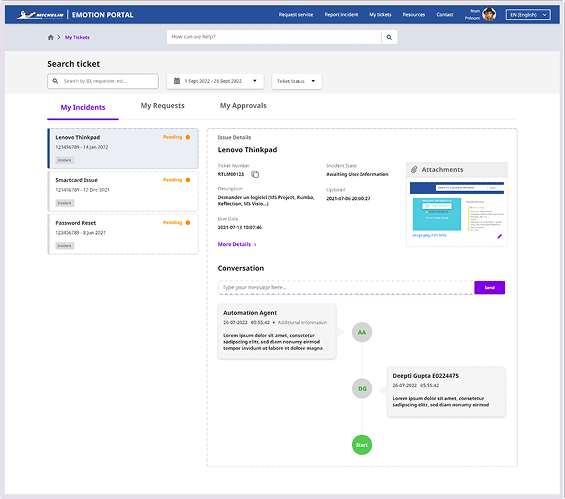 MICHELIN | EMOTION PORTAL
Request service
Report Incident
My tickets
Resources
Contact
Nom
Prénom
EN (English)
My Tickets
How can we help?
Search ticket
Search by ID, requester, etc...
1 Sept 2022 - 26 Sept 2022
Ticket Status
My Incidents
My Requests
My Approvals
Lenovo Thinkpad
Pending
123456789 - 14 Jan 2022
Incident
Smartcard Issue
Pending
123456789 - 12 Dec 2021
Incident
Password Reset
Pending
123456789 - 8 Jun 2021
Incident
Issue Details
Lenovo Thinkpad
Ticket Number
RTLM00123
Incident State
Awaiting User Information
Description
Demander un logiciel (MS Project, Rumba,
Reflection, MS Visio...)
Updated
2021-07-06 20:00:27
Due Date
2021-07-13 10:07:46
More Details
Attachments
Conversation
Type your message here...
Send
Automation Agent
26-07-2022 05:55:42 • Additional information
Lorem ipsum dolor sit amet, consetetur
sadipscing elitr, sed diam nonumy eirmod
tempor invidunt ut labore et dolore magna
AA
Deepti Gupta E0224475
26-07-2022 05:55:42
Lorem ipsum dolor sit amet, consetetur
sadipscing elitr, sed diam nonumy eirmod
DG
Start